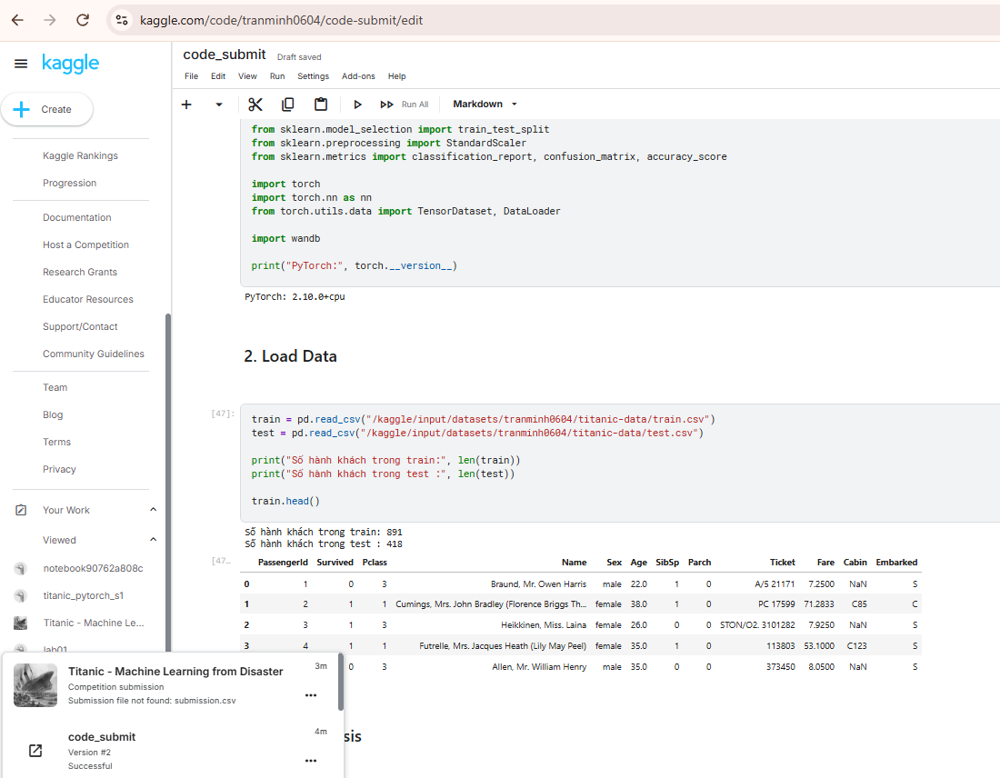 kaggle.com/code/tranminh0604/code-submit/edit
kaggle
Create
Kaggle Rankings
Progression
Documentation
Host a Competition
Research Grants
Educator Resources
Support/Contact
Community Guidelines
Team
Blog
Terms
Privacy
Your Work
Viewed
notebook90762a808c
titanic_pytorch_s1
Titanic - Machine Le...
lab01
code_submit Draft saved
File Edit View Run Settings Add-ons Help
Run All Markdown
from sklearn.model_selection import train_test_split
from sklearn.preprocessing import StandardScaler
from sklearn.metrics import classification_report, confusion_matrix, accuracy_score
import torch
import torch.nn as nn
from torch.utils.data import TensorDataset, DataLoader
import wandb
print("PyTorch:", torch.__version__)
PyTorch: 2.10.0+cpu
2. Load Data
[47]:
train = pd.read_csv("/kaggle/input/datasets/tranminh0604/titanic-data/train.csv")
test = pd.read_csv("/kaggle/input/datasets/tranminh0604/titanic-data/test.csv")
print("Số hành khách trong train:", len(train))
print("Số hành khách trong test :", len(test))
train.head()
Số hành khách trong train: 891
Số hành khách trong test : 418
[47...
PassengerId Survived Pclass Name Sex Age SibSp Parch Ticket Fare Cabin Embarked
0 1 0 3 Braund, Mr. Owen Harris male 22.0 1 0 A/5 21171 7.2500 NaN S
1 2 1 1 Cumings, Mrs. John Bradley (Florence Briggs Th... female 38.0 1 0 PC 17599 71.2833 C85 C
2 3 1 3 Heikkinen, Miss. Laina female 26.0 0 0 STON/O2. 3101282 7.9250 NaN S
3 4 1 1 Futrelle, Mrs. Jacques Heath (Lily May Peel) female 35.0 1 0 113803 53.1000 C123 S
0 3 Allen, Mr. William Henry male 35.0 0 0 373450 8.0500 NaN S
sis
Titanic - Machine Learning from Disaster 3m
Competition submission
Submission file not found: submission.csv
code_submit 4m
Version #2
Successful